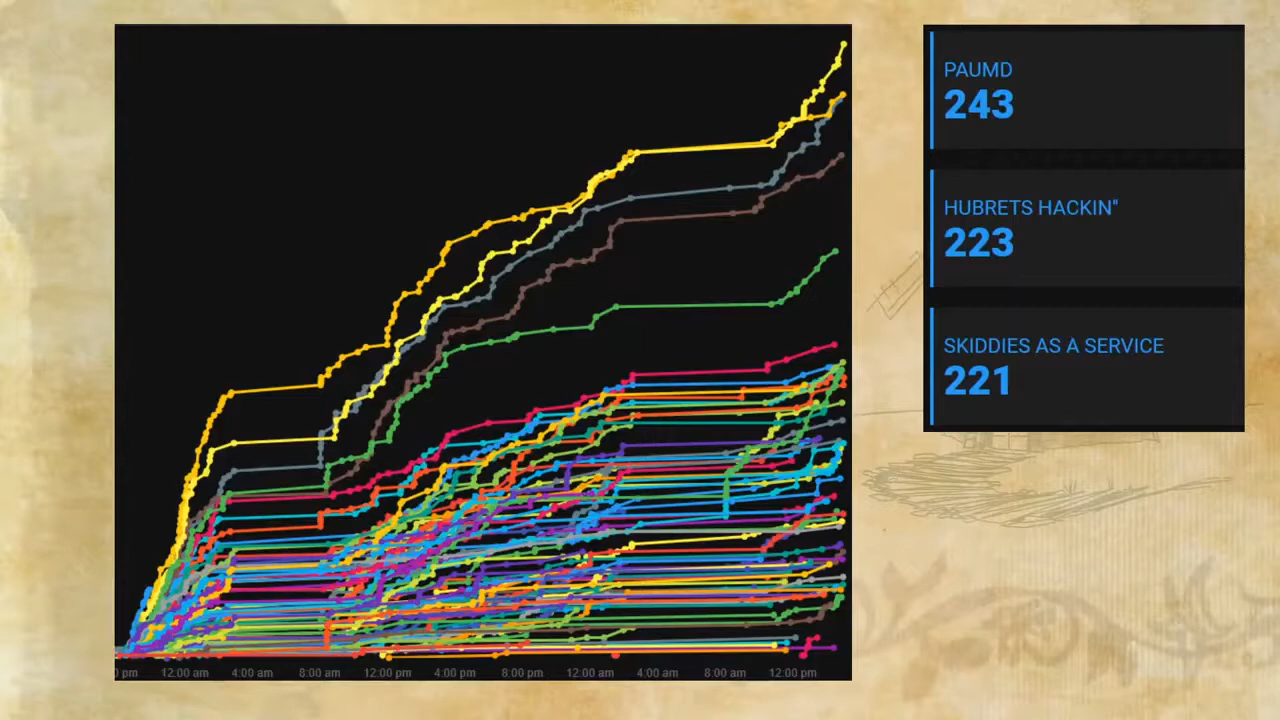 PAUMD
243
HUBRETS HACKIN"
223
SKIDDIES AS A SERVICE
221
0 pm 12:00 am 4:00 am 8:00 am 12:00 pm 4:00 pm 8:00 pm 12:00 am 4:00 am 8:00 am 12:00 pm